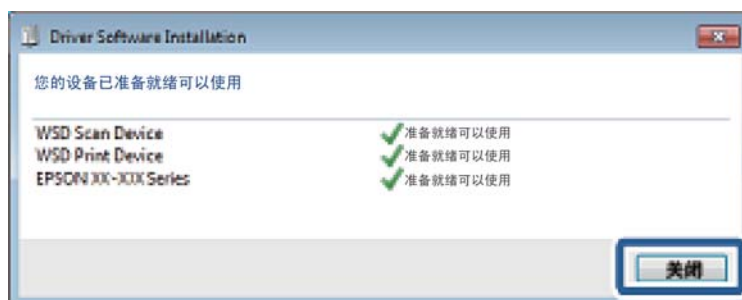 Driver Software Installation
您的设备已准备就绪可以使用
WSD Scan Device 准备就绪可以使用
WSD Print Device 准备就绪可以使用
EPSON XX-XXX Series 准备就绪可以使用
关闭